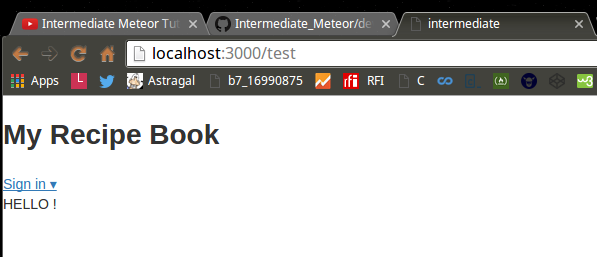 Intermediate Meteor Tut
Intermediate_Meteor/de
intermediate
localhost:3000/test
Apps
L
Astragal
b7_16990875
rfi
RFI
C
My Recipe Book
Sign in ▾
HELLO !